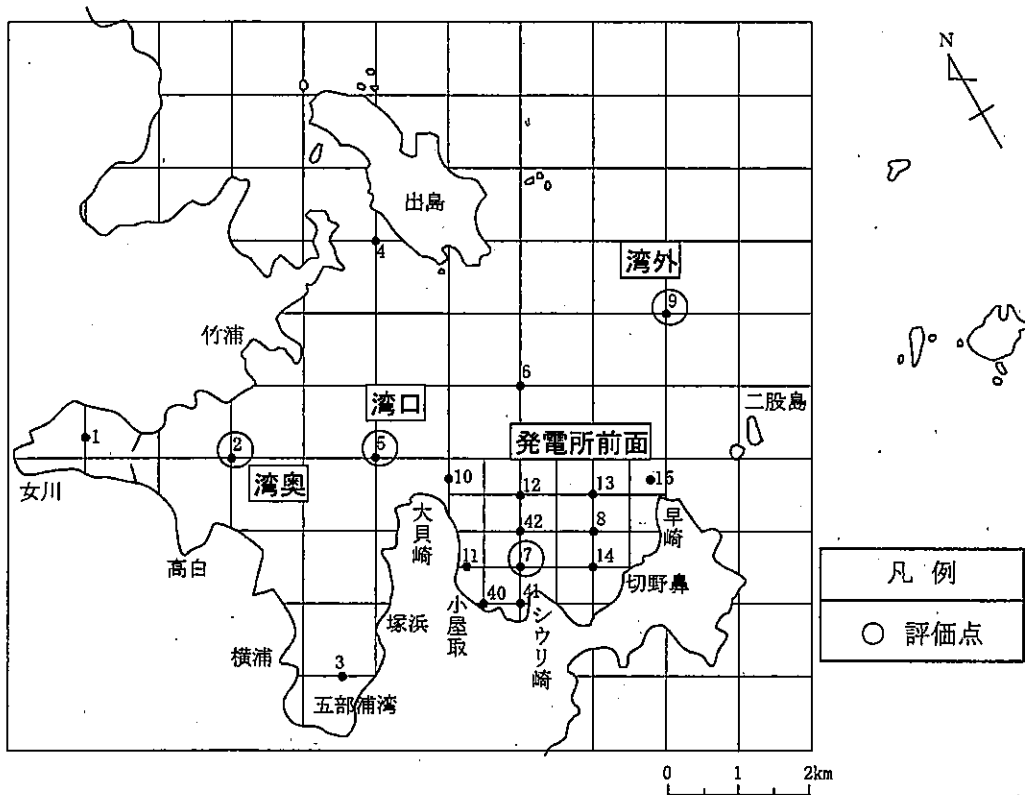 N
出島
4
湾外
9
竹浦
6
湾口
二股島
1
2
5
発電所前面
女川
湾奥
10
12
13
15
大貝崎
早崎
42
8
高白
11
7
14
切野鼻
凡例
40
41
小屋取
シウリ崎
塚浜
○ 評価点
横浦
3
五部浦湾
0 1 2km